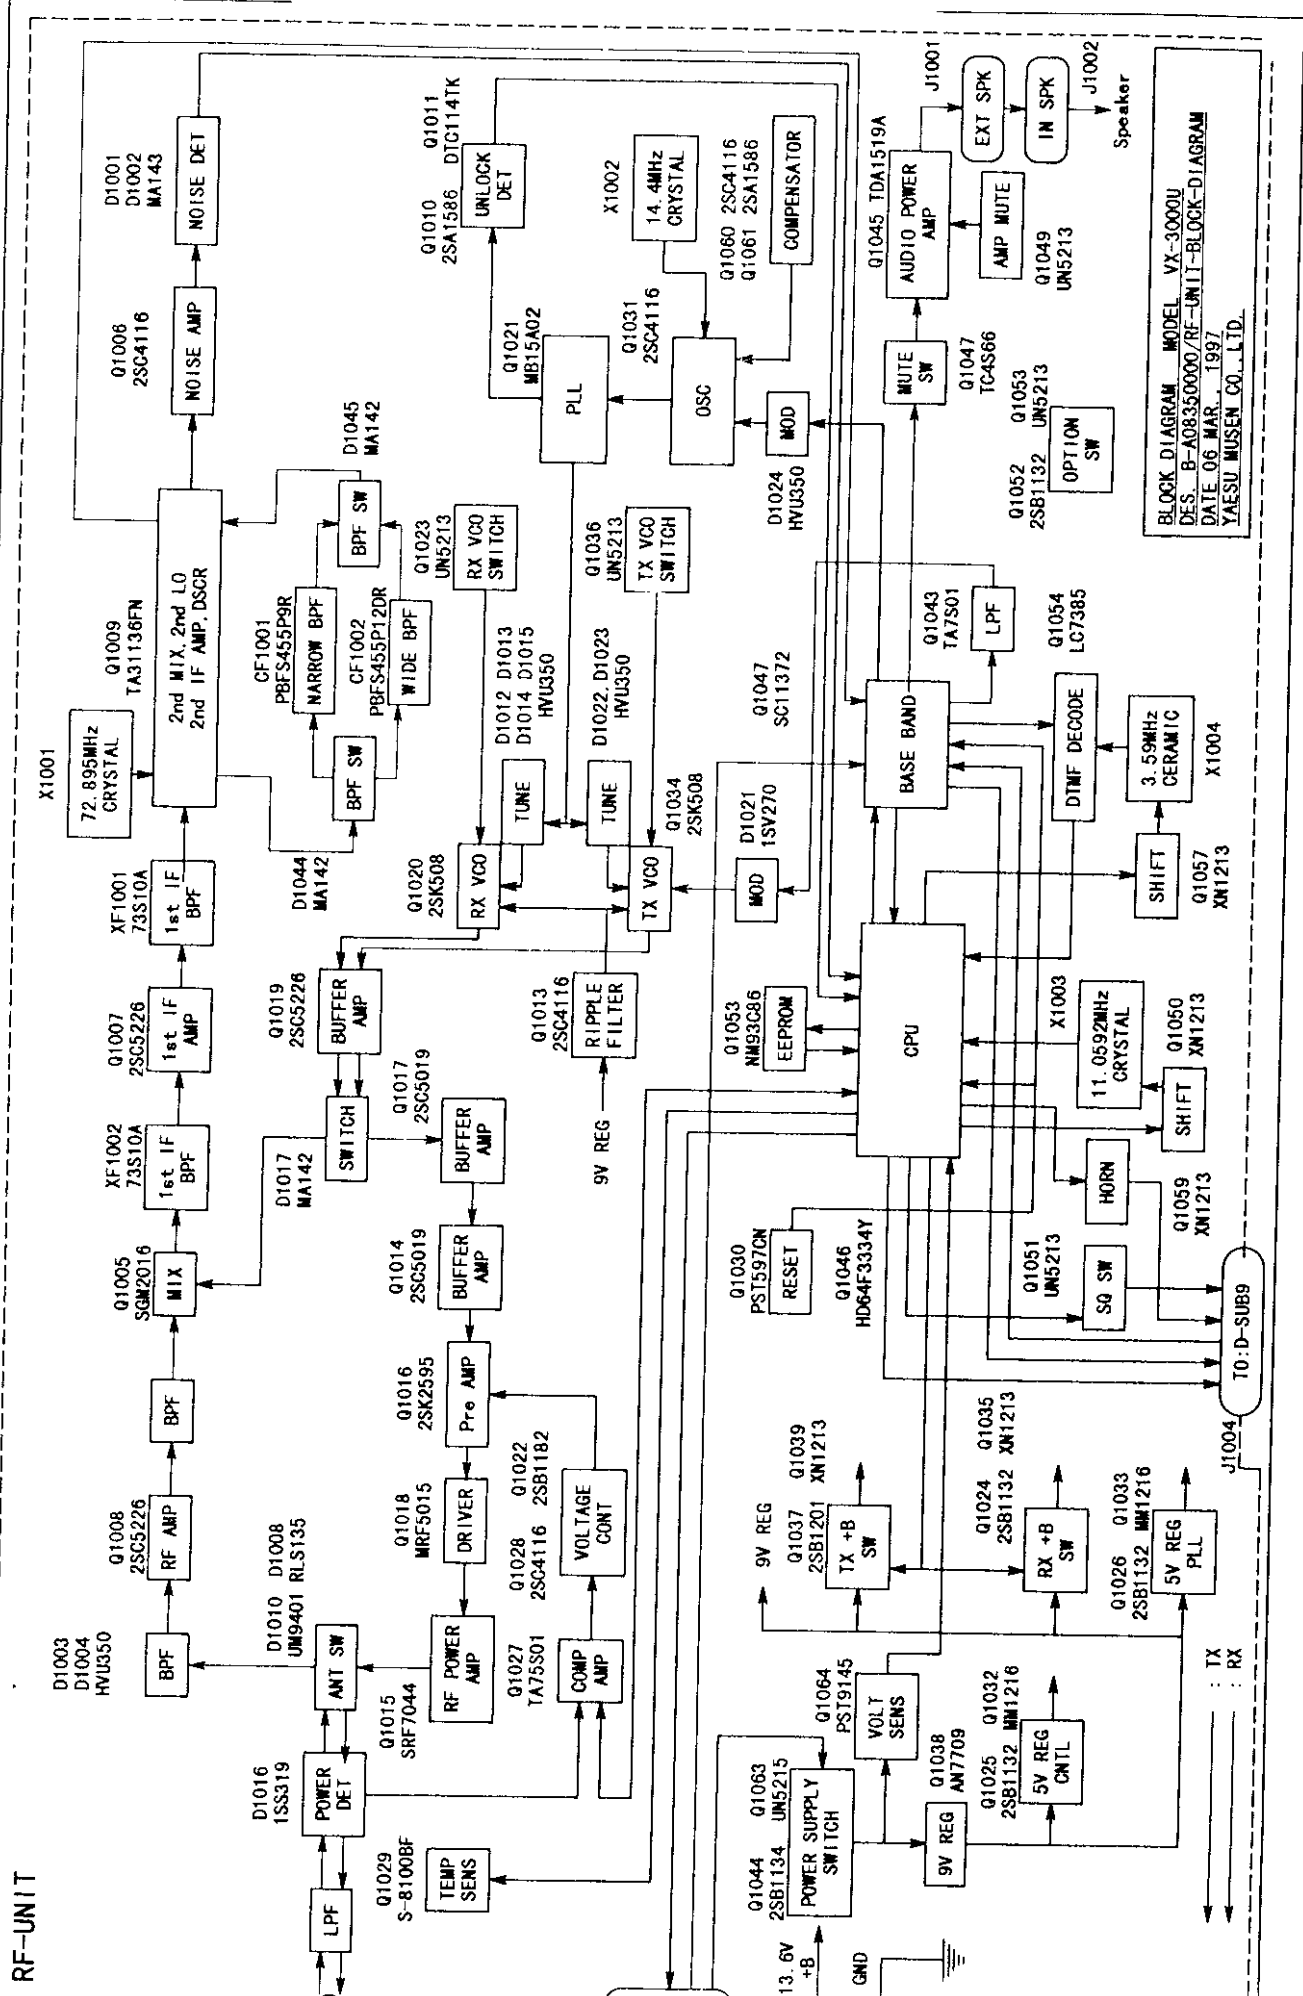 RF-UNIT
LPF
D1016
1SS319
POWER
DET
Q1029
S-8100BF
TEMP
SENS
D1003
D1004
HVU350
BPF
D1010 D1008
UM9401 RLS135
ANT SW
Q1015
SRF7044
RF POWER
AMP
Q1008
2SC5226
RF AMP
BPF
Q1005
SGM2016
MIX
XF1002
73S10A
1st IF
BPF
Q1007
2SC5226
1st IF
AMP
XF1001
73S10A
1st IF
BPF
X1001
72.895MHz
CRYSTAL
Q1009
TA31136FN
2nd MIX,2nd LO
2nd IF AMP,DSCR
Q1006
2SC4116
NOISE AMP
D1001
D1002
MA143
NOISE DET
D1044
MA142
BPF SW
CF1001
PBFS455P9R
NARROW BPF
CF1002
PBFS455P12DR
WIDE BPF
D1045
MA142
BPF SW
D1017
MA142
SWITCH
Q1019
2SC5226
BUFFER
AMP
Q1018
MRF5015
DRIVER
Q1016
2SK2595
Pre AMP
Q1014
2SC5019
BUFFER
AMP
Q1017
2SC5019
BUFFER
AMP
Q1020
2SK508
RX VCO
D1012 D1013
D1014 D1015
HVU350
TUNE
Q1023
UN5213
RX VCO
SWITCH
Q1021
MB15A02
PLL
Q1010
2SA1586
Q1011
DTC114TK
UNLOCK
DET
Q1027
TA75S01
COMP
AMP
Q1028
2SC4116
Q1022
2SB1182
VOLTAGE
CONT
9V REG
Q1013
2SC4116
RIPPLE
FILTER
Q1034
2SK508
TX VCO
D1022.D1023
HVU350
TUNE
Q1036
UN5213
TX VCO
SWITCH
Q1031
2SC4116
OSC
X1002
14.4MHz
CRYSTAL
Q1060 2SC4116
Q1061 2SA1586
COMPENSATOR
D1021
1SV270
MOD
D1024
HVU350
MOD
Q1030
PST597CN
RESET
Q1053
NM93C86
EEPROM
Q1046
HD64F3334Y
CPU
Q1047
SC11372
BASE BAND
Q1043
TA7S01
LPF
Q1047
TC4S66
MUTE
SW
Q1045 TDA1519A
AUDIO POWER
AMP
AMP MUTE
Q1049
UN5213
J1001
EXT SPK
IN SPK
J1002
Speaker
Q1052
2SB1132
Q1053
UN5213
OPTION
SW
Q1054
LC7385
DTMF DECODE
3.59MHz
CERAMIC
X1004
SHIFT
Q1057
XN1213
X1003
11.0592MHz
CRYSTAL
Q1050
XN1213
SHIFT
HORN
Q1059
XN1213
Q1051
UN5213
SQ SW
TO:D-SUB9
J1004
13.6V
+B
GND
Q1044
2SB1134
Q1063
UN5215
POWER SUPPLY
SWITCH
Q1064
PST9145
VOLT
SENS
Q1038
AN7709
9V REG
Q1025
2SB1132
Q1032
MM1216
5V REG
CNTL
9V REG
Q1037
2SB1201
Q1039
XN1213
TX +B
SW
Q1024
2SB1132
Q1035
XN1213
RX +B
SW
Q1026
2SB1132
Q1033
MM1216
5V REG
PLL
: TX
: RX
BLOCK DIAGRAM MODEL VX-3000U
DES. B-A08350000/RF-UNIT-BLOCK-DIAGRAM
DATE 06 MAR., 1997
YAESU MUSEN CO.,LTD.